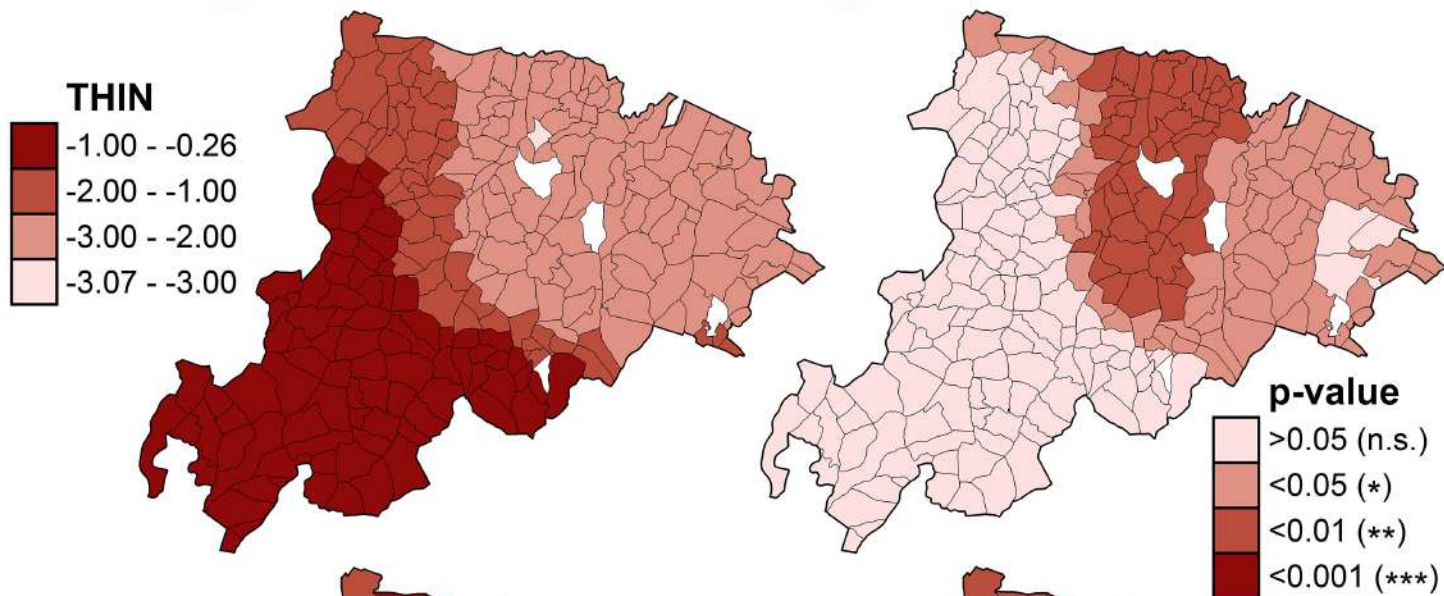 THIN
-1.00 - -0.26
-2.00 - -1.00
-3.00 - -2.00
-3.07 - -3.00
p-value
>0.05 (n.s.)
<0.05 (*)
<0.01 (**)
<0.001 (***)